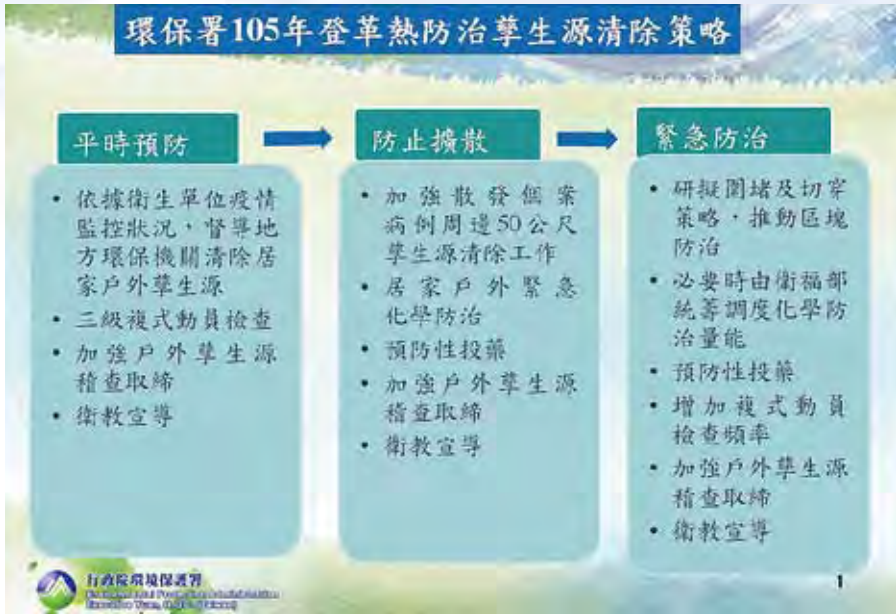 環保署105年登革熱防治孳生源清除策略
平時預防
• 依據衛生單位疫情
監控狀況，督導地
方環保機關清除居
家戶外孳生源
• 三級複式動員檢查
• 加強戶外孳生源
稽查取締
• 衛教宣導
防止擴散
• 加強散發個案
病例周邊50公尺
孳生源清除工作
• 居家戶外緊急
化學防治
• 預防性投藥
• 加強戶外孳生源
稽查取締
• 衛教宣導
緊急防治
• 研擬圍堵及切穿
策略，推動區塊
防治
• 必要時由衛福部
統籌調度化學防
治量能
• 預防性投藥
• 增加複式動員
檢查頻率
• 加強戶外孳生源
稽查取締
• 衛教宣導
行政院環境保護署
1